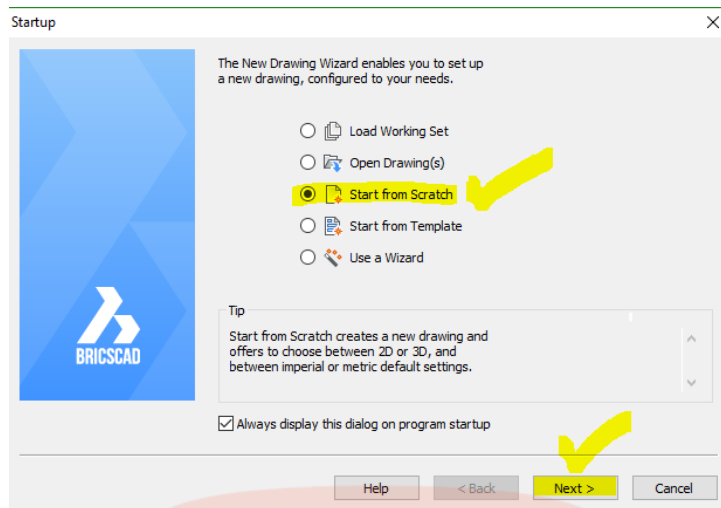 Startup
The New Drawing Wizard enables you to set up
a new drawing, configured to your needs.
Load Working Set
Open Drawing(s)
Start from Scratch
Start from Template
Use a Wizard
BRICSCAD
Tip
Start from Scratch creates a new drawing and
offers to choose between 2D or 3D, and
between imperial or metric default settings.
Always display this dialog on program startup
Help < Back Next > Cancel